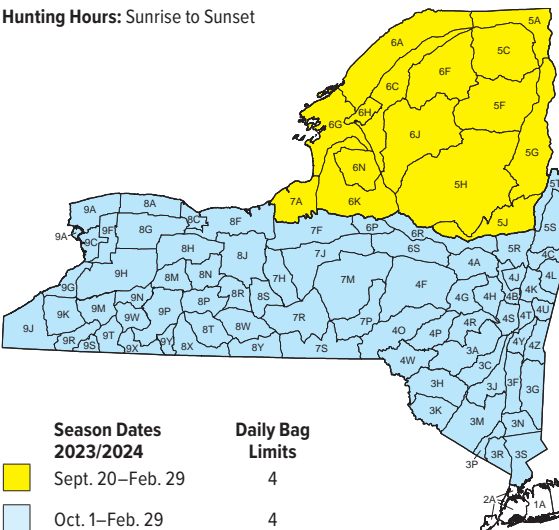 Hunting Hours: Sunrise to Sunset
5A
6A
5C
6F
6C
5F
6H
6G
6J
5G
6N
5H
7A
6K
5J
5T
9A
8A
8C
8F
9F
8G
7F
6P
6R
5S
9A
9C
8H
8J
7J
6S
5R
4C
9H
8M
8N
7H
7M
4A
4J
4L
9G
9N
8P
8R
8S
4F
4G
4H
4B
4K
9K
9M
9W
9P
7R
7P
4R
4S
4T
4U
9J
9R
9S
9T
9X
9Y
8X
8T
8W
8Y
7S
4O
4P
4Y
4Z
4W
3A
3C
3H
3J
3F
3G
3K
3M
3N
3P
3R
3S
2A
1A
Season Dates Daily Bag
2023/2024 Limits
Sept. 20–Feb. 29 4
Oct. 1–Feb. 29 4